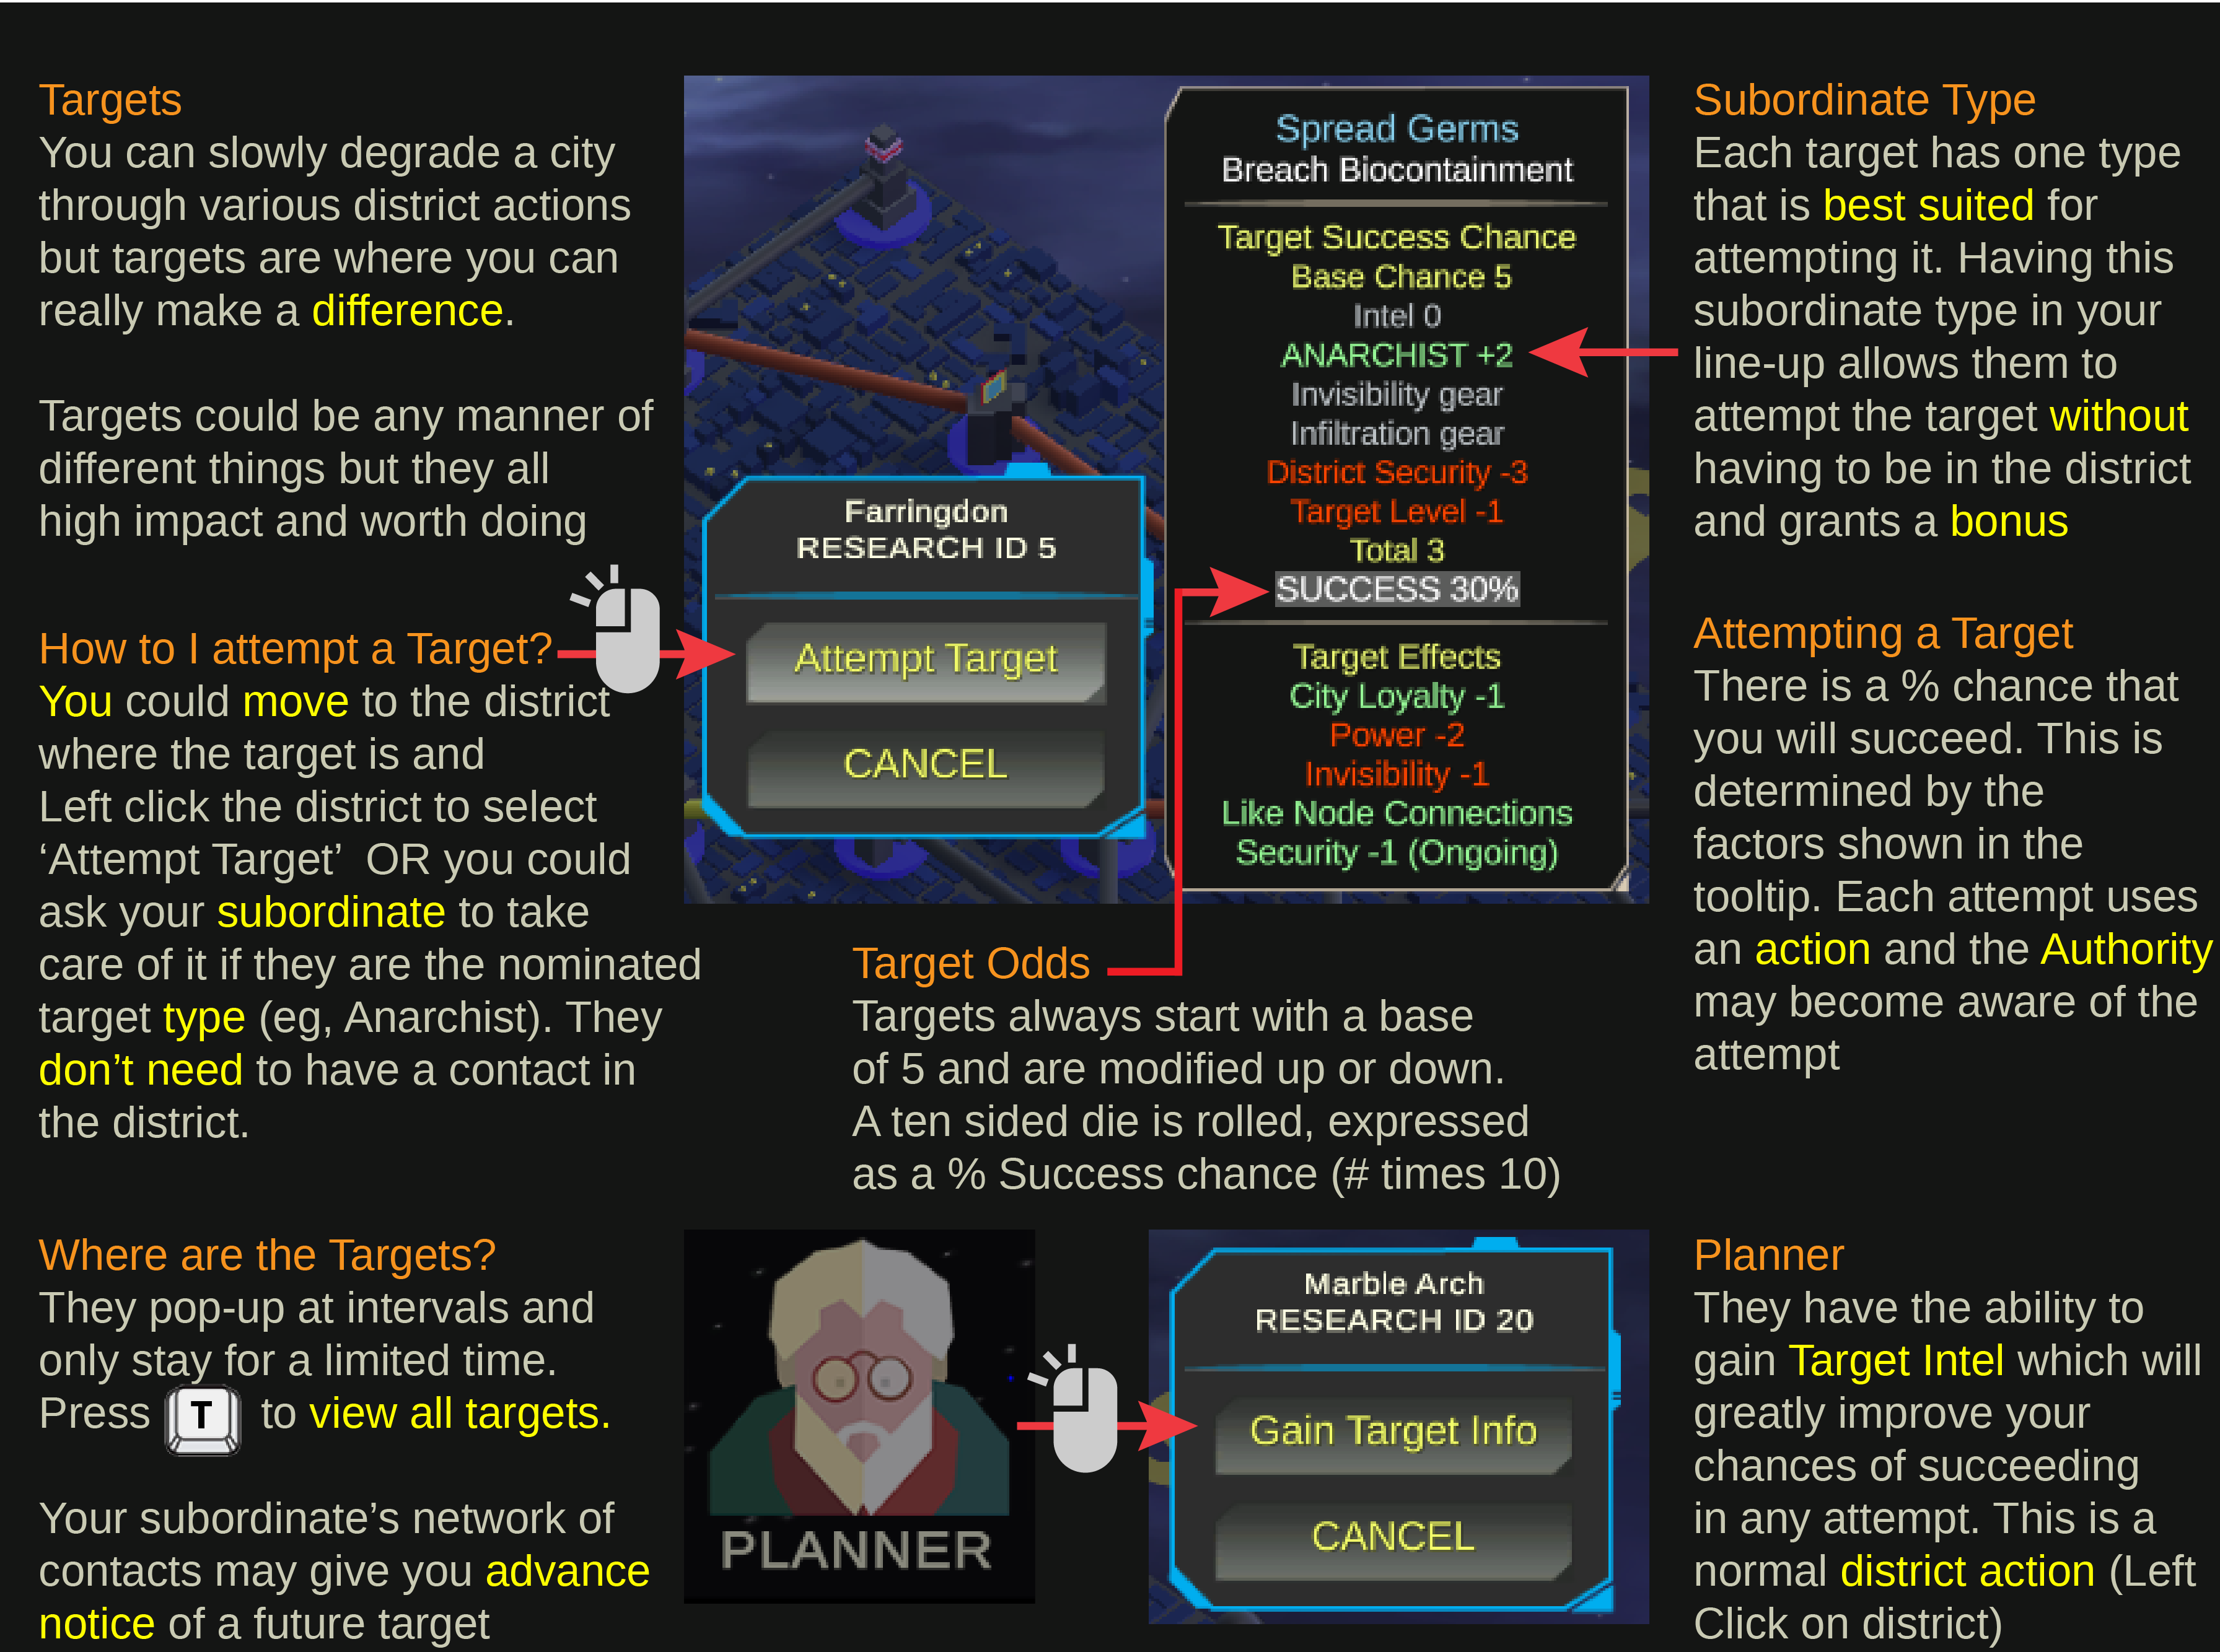 Targets
You can slowly degrade a city
through various district actions
but targets are where you can
really make a difference.
Targets could be any manner of
different things but they all
high impact and worth doing
How to I attempt a Target?
You could move to the district
where the target is and
Left click the district to select
‘Attempt Target’  OR you could
ask your subordinate to take
care of it if they are the nominated
target type (eg, Anarchist). They
don’t need to have a contact in
the district.
Where are the Targets?
They pop-up at intervals and
only stay for a limited time.
Press T to view all targets.
Your subordinate’s network of
contacts may give you advance
notice of a future target
Farringdon
RESEARCH ID 5
Attempt Target
CANCEL
Spread Germs
Breach Biocontainment
Target Success Chance
Base Chance 5
Intel 0
ANARCHIST +2
Invisibility gear
Infiltration gear
District Security -3
Target Level -1
Total 3
SUCCESS 30%
Target Effects
City Loyalty -1
Power -2
Invisibility -1
Like Node Connections
Security -1 (Ongoing)
Target Odds
Targets always start with a base
of 5 and are modified up or down.
A ten sided die is rolled, expressed
as a % Success chance (# times 10)
PLANNER
Marble Arch
RESEARCH ID 20
Gain Target Info
CANCEL
Subordinate Type
Each target has one type
that is best suited for
attempting it. Having this
subordinate type in your
line-up allows them to
attempt the target without
having to be in the district
and grants a bonus
Attempting a Target
There is a % chance that
you will succeed. This is
determined by the
factors shown in the
tooltip. Each attempt uses
an action and the Authority
may become aware of the
attempt
Planner
They have the ability to
gain Target Intel which will
greatly improve your
chances of succeeding
in any attempt. This is a
normal district action (Left
Click on district)